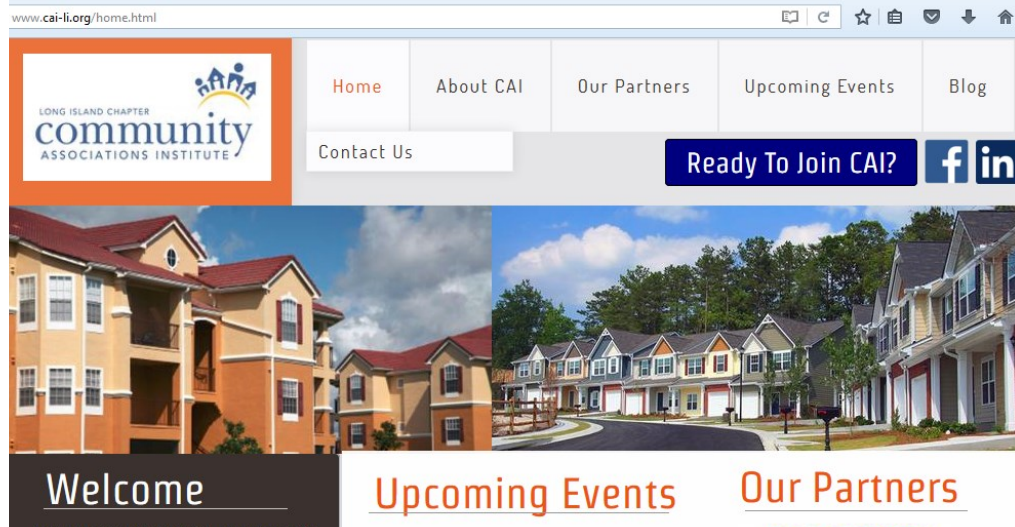 www.cai-li.org/home.html
LONG ISLAND CHAPTER
community
ASSOCIATIONS INSTITUTE
Home About CAI Our Partners Upcoming Events Blog
Contact Us
Ready To Join CAI?
f in
Welcome Upcoming Events Our Partners